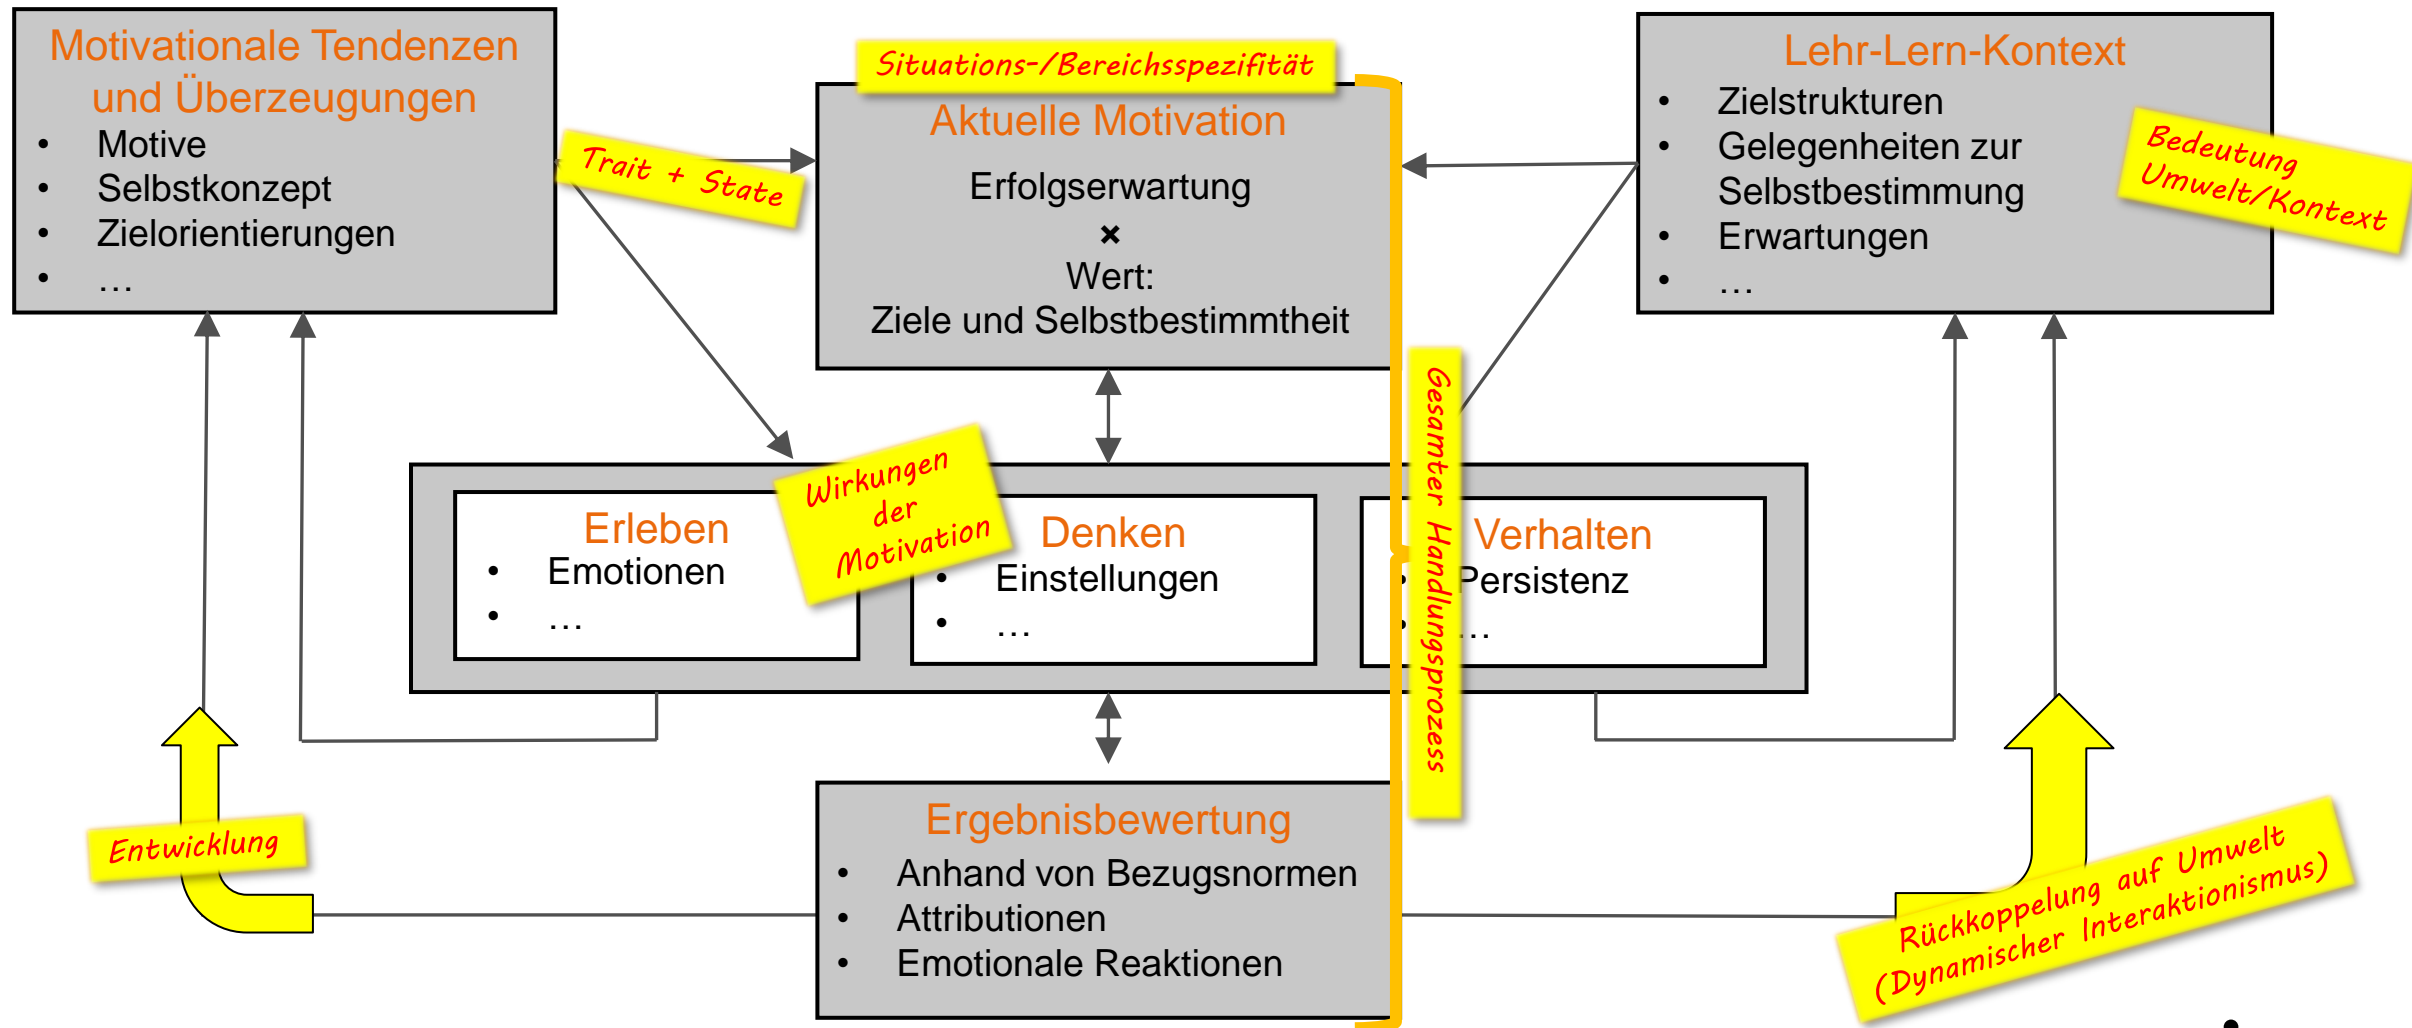 Motivationale Tendenzen
und Überzeugungen
• Motive
• Selbstkonzept
• Zielorientierungen
• …
Trait + State
Situations-/Bereichsspezifität
Aktuelle Motivation
Erfolgserwartung
×
Wert:
Ziele und Selbstbestimmtheit
Lehr-Lern-Kontext
• Zielstrukturen
• Gelegenheiten zur
Selbstbestimmung
• Erwartungen
• …
Bedeutung
Umwelt/Kontext
Gesamter Handlungsprozess
Wirkungen
der
Motivation
Erleben
• Emotionen
• …
Denken
• Einstellungen
• …
Verhalten
• Persistenz
• …
Entwicklung
Ergebnisbewertung
• Anhand von Bezugsnormen
• Attributionen
• Emotionale Reaktionen
Rückkoppelung auf Umwelt
(Dynamischer Interaktionismus)